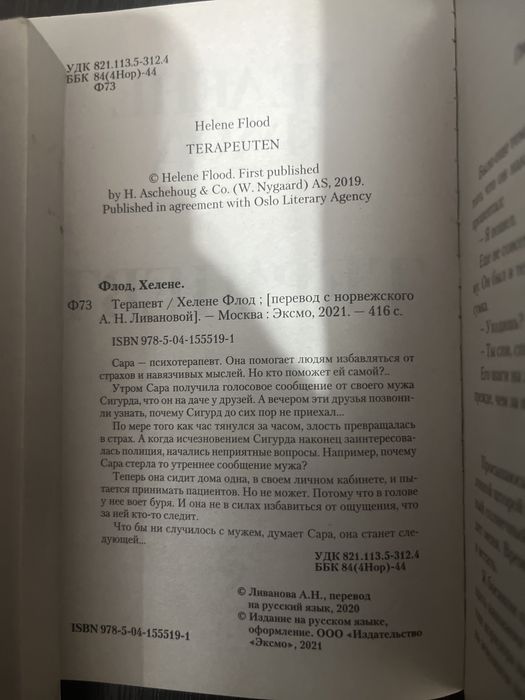 УДК 821.113.5-312.4
ББК 84(4Нор)-44
Ф73
Helene Flood
TERAPEUTEN
© Helene Flood. First published
by H. Aschehoug & Co. (W. Nygaard) AS, 2019.
Published in agreement with Oslo Literary Agency
Флод, Хелене.
Ф73 Терапевт / Хелене Флод ; [перевод с норвежского
А. Н. Ливановой]. — Москва : Эксмо, 2021. — 416 с.
ISBN 978-5-04-155519-1
Сара — психотерапевт. Она помогает людям избавляться от
страхов и навязчивых мыслей. Но кто поможет ей самой?..
Утром Сара получила голосовое сообщение от своего мужа
Сигурда, что он на даче у друзей. А вечером эти друзья позвони-
ли узнать, почему Сигурд до сих пор не приехал...
По мере того как час тянулся за часом, злость превращалась
в страх. А когда исчезновением Сигурда наконец заинтересова-
лась полиция, начались неприятные вопросы. Например, почему
Сара стерла то утреннее сообщение мужа?
Теперь она сидит дома одна, в своем личном кабинете, и пы-
тается принимать пациентов. Но не может. Потому что в голове
у нее воет буря. И она не в силах избавиться от ощущения, что
за ней кто-то следит.
Что бы ни случилось с мужем, думает Сара, она станет сле-
дующей...
УДК 821.113.5-312.4
ББК 84(4Нор)-44
© Ливанова А.Н., перевод
на русский язык, 2020
© Издание на русском языке,
оформление. ООО «Издательство
«Эксмо», 2021
ISBN 978-5-04-155519-1